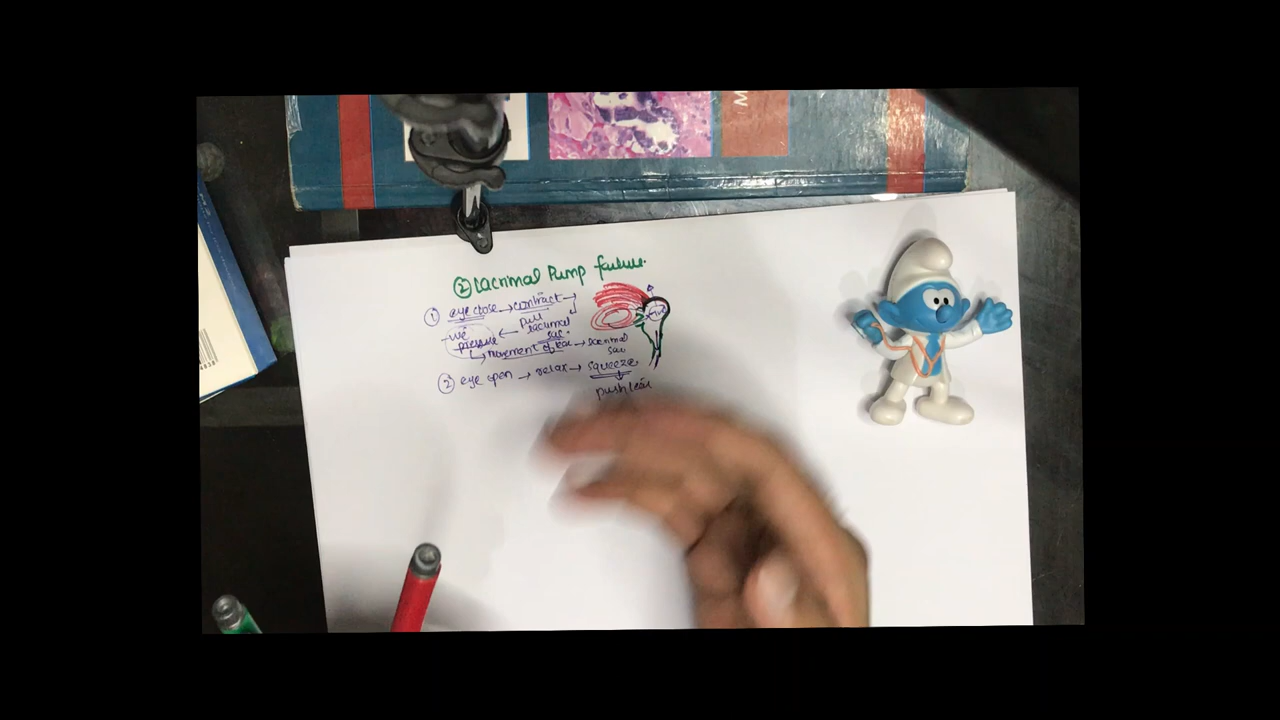 ② Lacrimal Pump failure.
① eye close → contract →
pull
lacrimal
sac.
-ve
pressure
↳ movement of tear → lacrimal
sac
② eye open → relax → squeeze
push tear
M